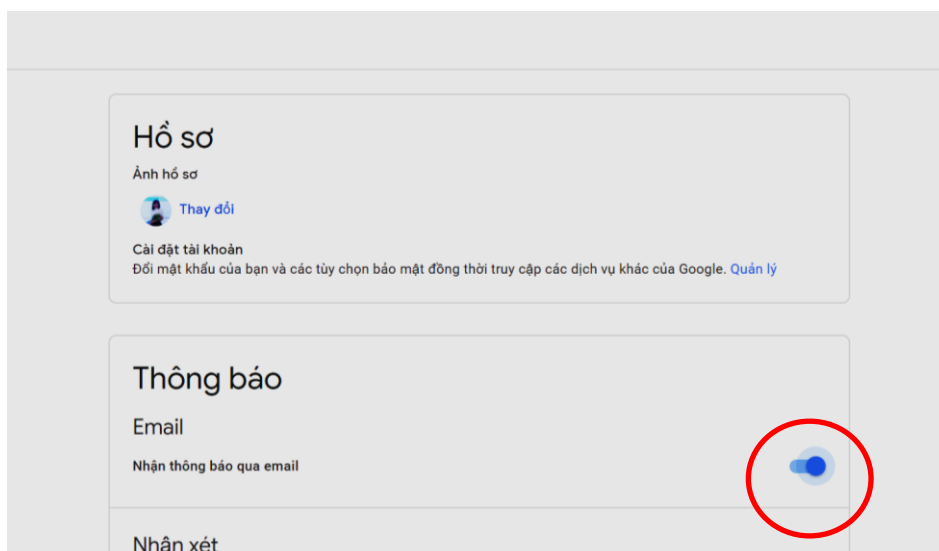 Hồ sơ
Ảnh hồ sơ
Thay đổi
Cài đặt tài khoản
Đổi mật khẩu của bạn và các tùy chọn bảo mật đồng thời truy cập các dịch vụ khác của Google. Quản lý
Thông báo
Email
Nhận thông báo qua email
Nhận xét